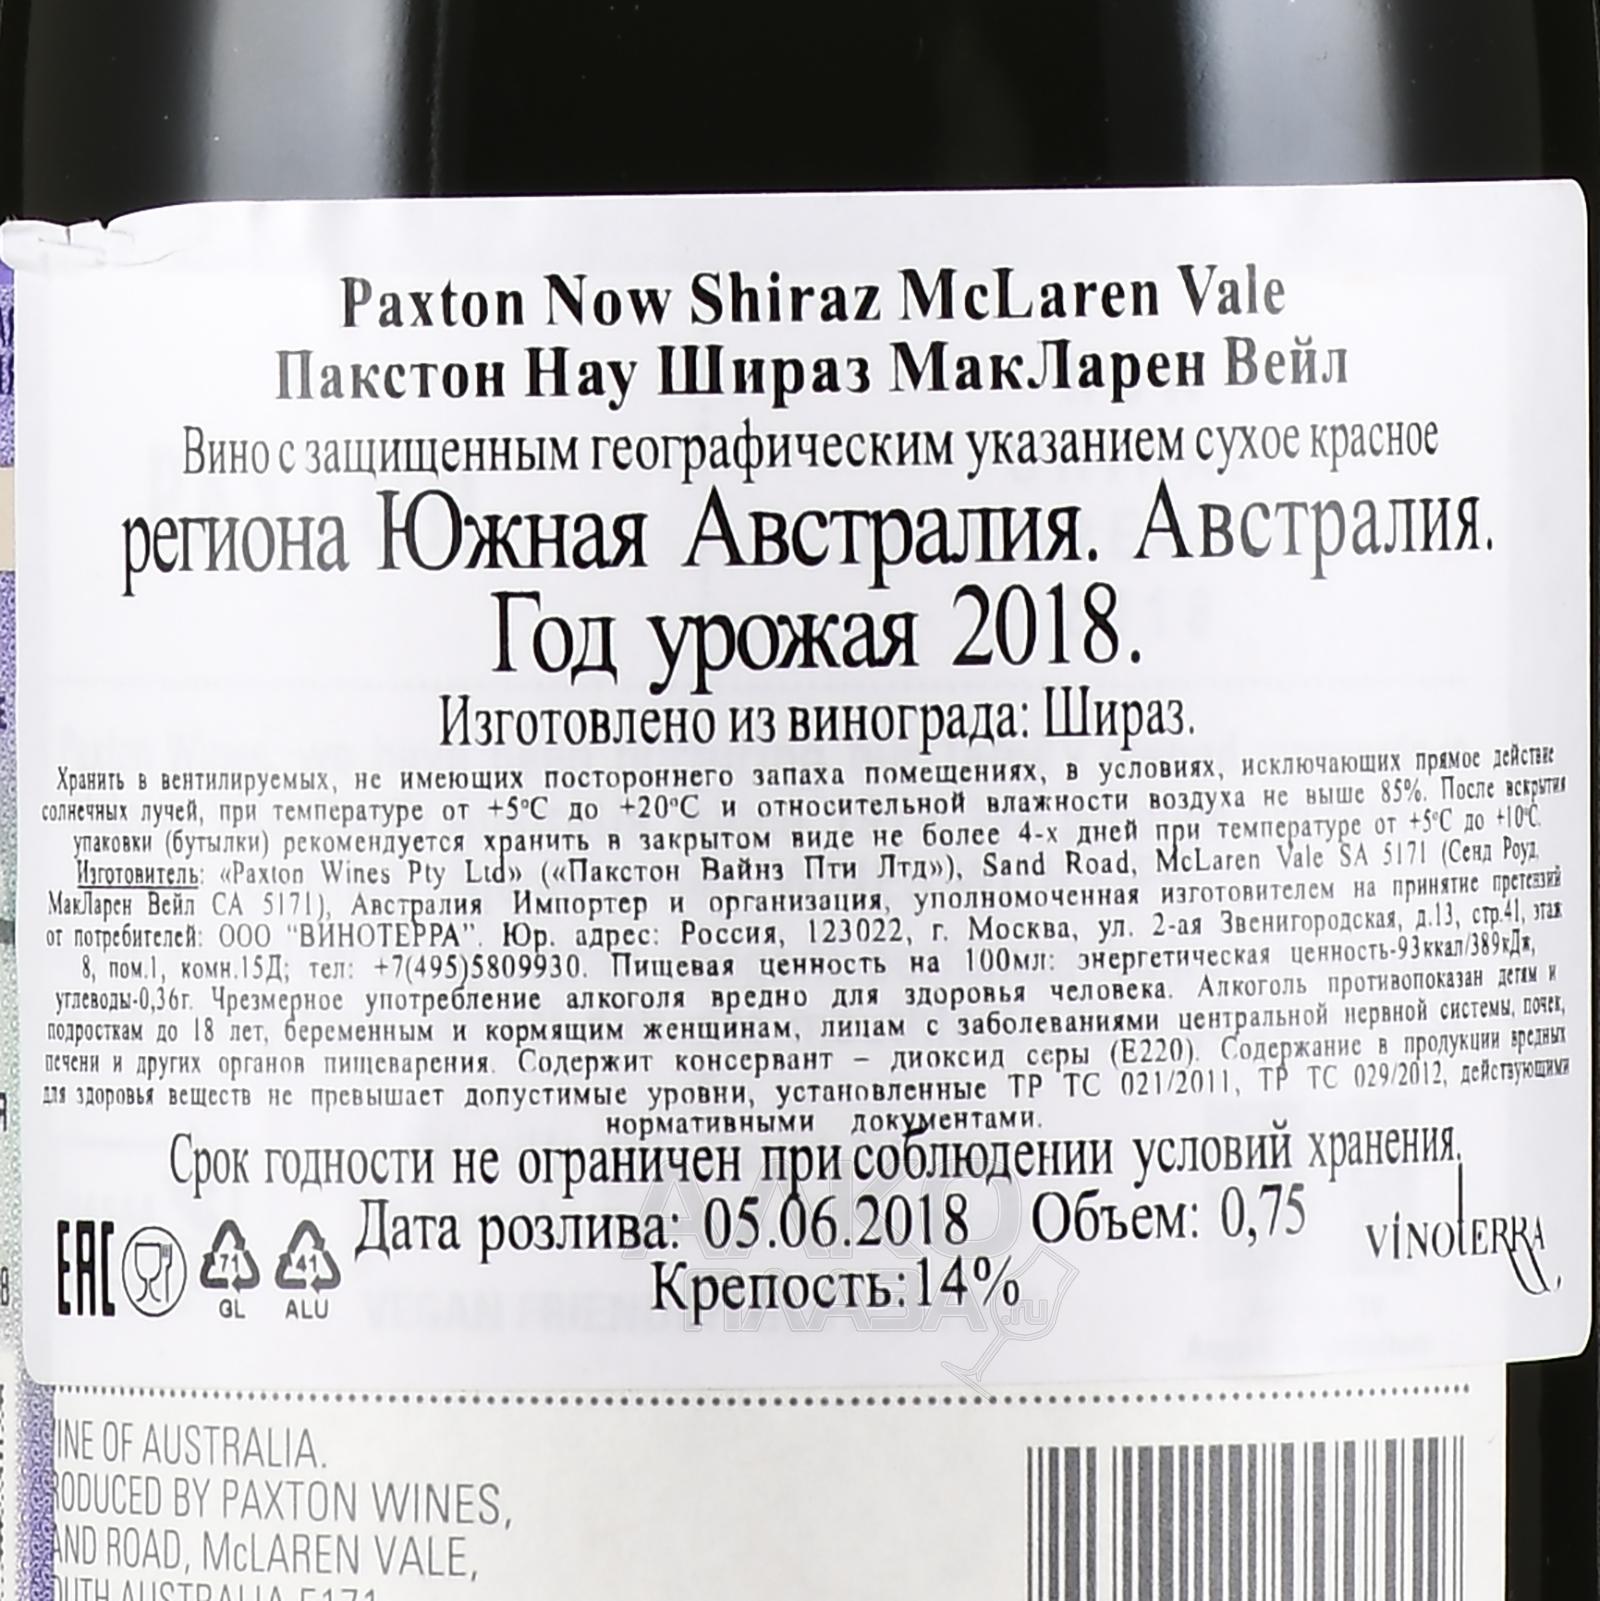 Paxton Now Shiraz McLaren Vale
Пакстон Нау Шираз МакЛарен Вейл
Вино с защищенным географическим указанием сухое красное
региона Южная Австралия. Австралия.
Год урожая 2018.
Изготовлено из винограда: Шираз.
Хранить в вентилируемых, не имеющих постороннего запаха помещениях, в условиях, исключающих прямое действие
солнечных лучей, при температуре от +5°C до +20°C и относительной влажности воздуха не выше 85%. После вскрытия
упаковки (бутылки) рекомендуется хранить в закрытом виде не более 4-х дней при температуре от +5°C до +10°C.
Изготовитель: «Paxton Wines Pty Ltd» («Пакстон Вайнз Пти Лтд»), Sand Road, McLaren Vale SA 5171 (Сенд Роуд,
МакЛарен Вейл СА 5171), Австралия Импортер и организация, уполномоченная изготовителем на принятие претензий
от потребителей: ООО "ВИНОТЕРРА". Юр. адрес: Россия, 123022, г. Москва, ул. 2-ая Звенигородская, д.13, стр.41, этаж
8, пом.1, комн.15Д; тел: +7(495)5809930. Пищевая ценность на 100мл: энергетическая ценность-93ккал/389кДж,
углеводы-0,36г. Чрезмерное употребление алкоголя вредно для здоровья человека. Алкоголь противопоказан детям и
подросткам до 18 лет, беременным и кормящим женщинам, лицам с заболеваниями центральной нервной системы, почек,
печени и других органов пищеварения. Содержит консервант – диоксид серы (Е220). Содержание в продукции вредных
для здоровья веществ не превышает допустимые уровни, установленные ТР ТС 021/2011, ТР ТС 029/2012, действующими
нормативными документами.
Срок годности не ограничен при соблюдении условий хранения.
Дата розлива: 05.06.2018 Объем: 0,75
Крепость:14%
EAC
71
GL
41
ALU
VINOTERRA
АЛКО
ПЛАЗА.ru
VEGAN FRIEND
INE OF AUSTRALIA.
RODUCED BY PAXTON WINES,
AND ROAD, McLAREN VALE,
OUTH AUSTRALIA 5171